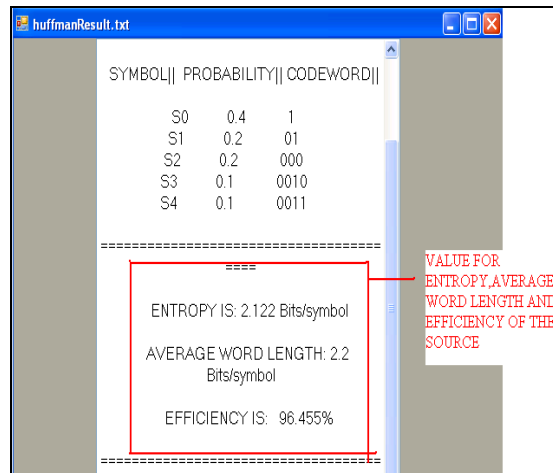 huffmanResult.txt
SYMBOL|| PROBABILITY|| CODEWORD||
S0 0.4 1
S1 0.2 01
S2 0.2 000
S3 0.1 0010
S4 0.1 0011
==================================
====
ENTROPY IS: 2.122 Bits/symbol
AVERAGE WORD LENGTH: 2.2
Bits/symbol
EFFICIENCY IS: 96.455%
==================================
VALUE FOR
ENTROPY,AVERAGE
WORD LENGTH AND
EFFICIENCY OF THE
SOURCE